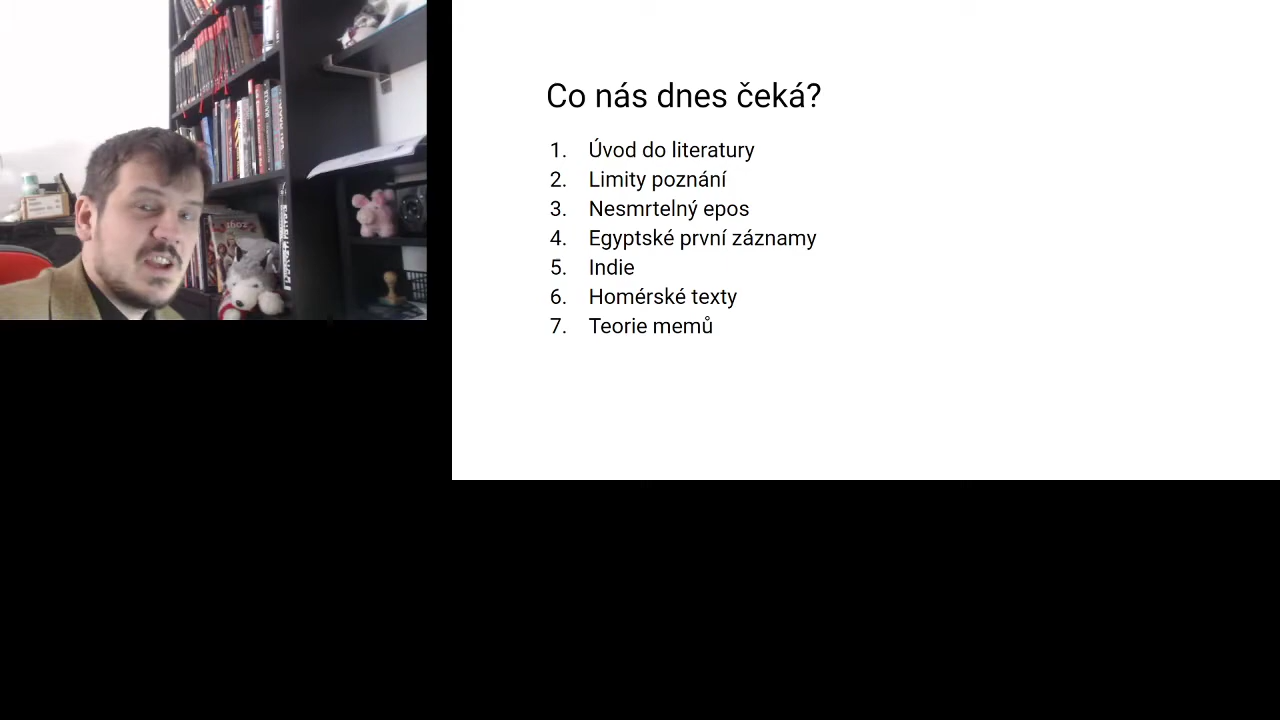 Co nás dnes čeká?
1. Úvod do literatury
2. Limity poznání
3. Nesmrtelný epos
4. Egyptské první záznamy
5. Indie
6. Homérské texty
7. Teorie memů